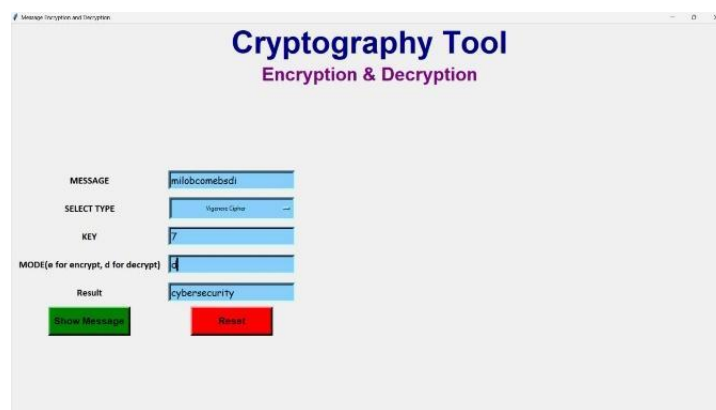 Message Encryption and Decryption
Cryptography Tool
Encryption & Decryption
MESSAGE milobcomebsdi
SELECT TYPE Vigenere Cipher
KEY 7
MODE(e for encrypt, d for decrypt) d
Result cybersecurity
Show Message Reset